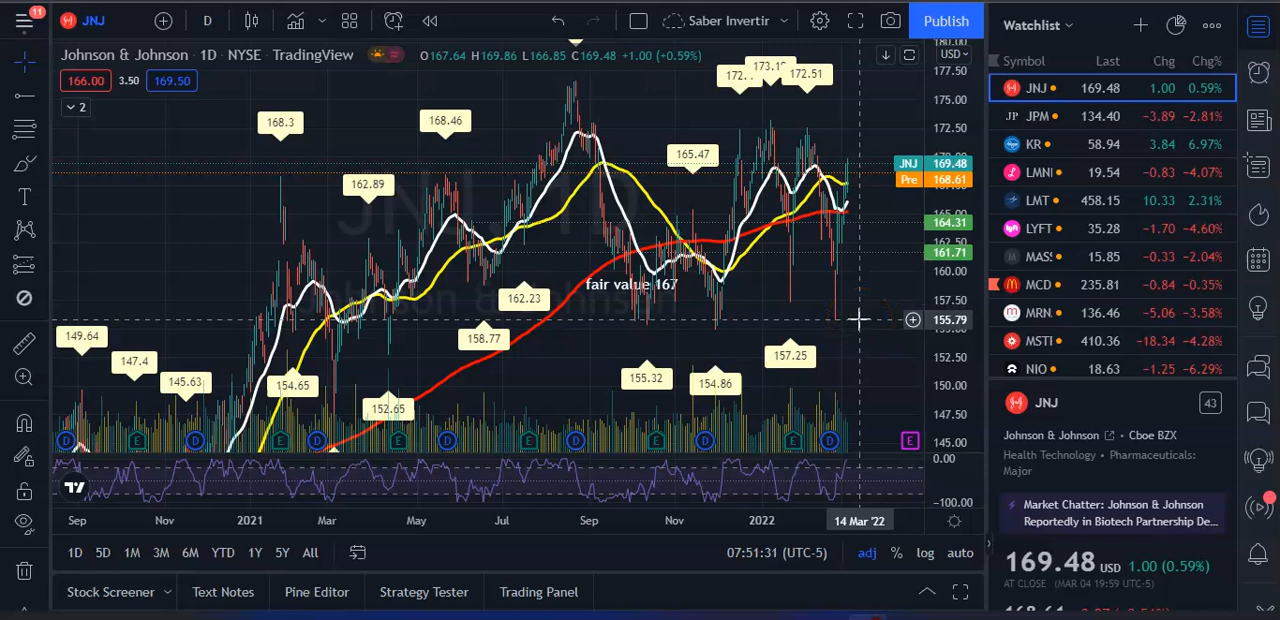 11
JNJ
D
Saber Invertir
Publish
Johnson & Johnson · 1D · NYSE · TradingView
O167.64 H169.86 L166.85 C169.48 +1.00 (+0.59%)
USD
166.00 3.50 169.50
2
180.00
177.50
175.00
172.50
JNJ 169.48
Pre 168.61
164.31
162.50
161.71
160.00
157.50
155.79
152.50
150.00
147.50
145.00
0.00
−100.00
168.3
162.89
168.46
165.47
172.51
fair value 167
149.64
147.4
145.63
154.65
152.65
158.77
162.23
155.32
154.86
157.25
D E D E D E D E D E D E D E
Sep Nov 2021 Mar May Jul Sep Nov 2022 14 Mar '22
1D 5D 1M 3M 6M YTD 1Y 5Y All
07:51:31 (UTC-5) adj % log auto
Stock Screener Text Notes Pine Editor Strategy Tester Trading Panel
Watchlist
Symbol Last Chg Chg%
JNJ 169.48 1.00 0.59%
JPM 134.40 −3.89 −2.81%
KR 58.94 3.84 6.97%
LMNI 19.54 −0.83 −4.07%
LMT 458.15 10.33 2.31%
LYFT 35.28 −1.70 −4.60%
MASS 15.85 −0.33 −2.04%
MCD 235.81 −0.84 −0.35%
MRN 136.46 −5.06 −3.58%
MSTI 410.36 −18.34 −4.28%
NIO 18.63 −1.25 −6.29%
JNJ 43
Johnson & Johnson · Cboe BZX
Health Technology · Pharmaceuticals:
Major
Market Chatter: Johnson & Johnson
Reportedly in Biotech Partnership De...
169.48 USD 1.00 (0.59%)
AT CLOSE (MAR 04 19:59 UTC-5)